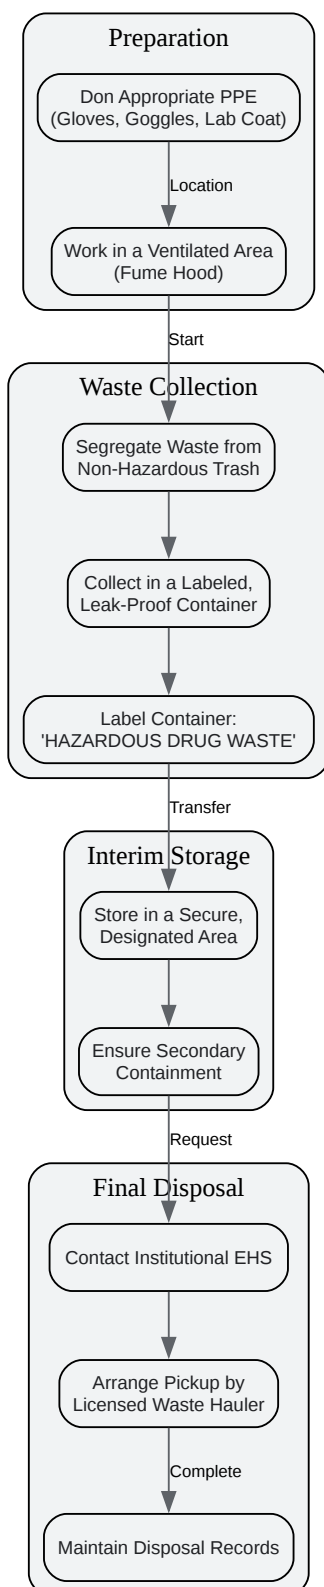 Preparation
Don Appropriate PPE
(Gloves, Goggles, Lab Coat)
Location
Work in a Ventilated Area
(Fume Hood)
Start
Waste Collection
Segregate Waste from
Non-Hazardous Trash
Collect in a Labeled,
Leak-Proof Container
Label Container:
'HAZARDOUS DRUG WASTE'
Transfer
Interim Storage
Store in a Secure,
Designated Area
Ensure Secondary
Containment
Request
Final Disposal
Contact Institutional EHS
Arrange Pickup by
Licensed Waste Hauler
Complete
Maintain Disposal Records